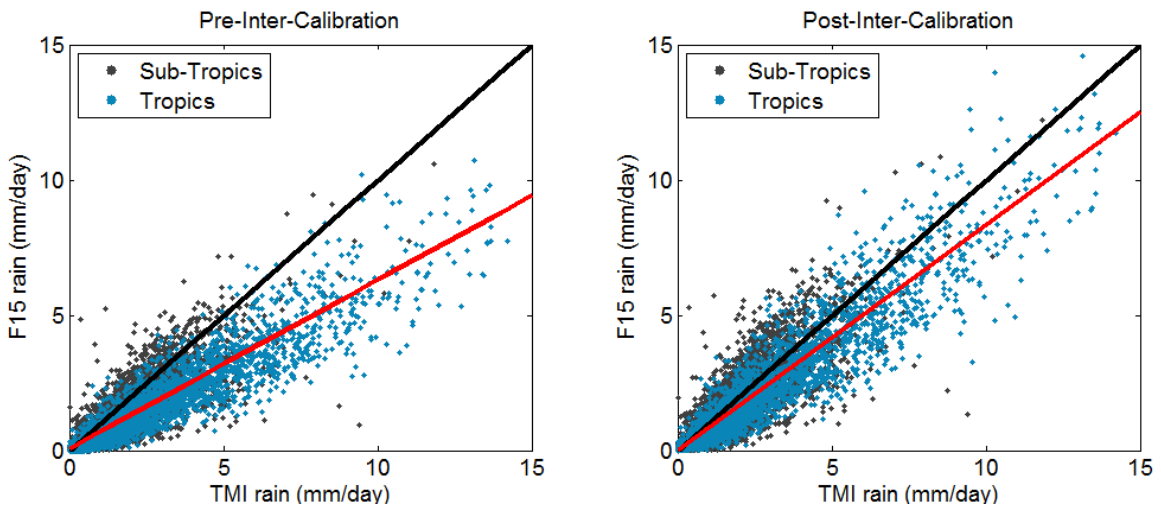 Pre-Inter-Calibration
15
10
5
0
0 5 10 15
F15 rain (mm/day)
TMI rain (mm/day)
Sub-Tropics
Tropics
Post-Inter-Calibration
15
10
5
0
0 5 10 15
F15 rain (mm/day)
TMI rain (mm/day)
Sub-Tropics
Tropics